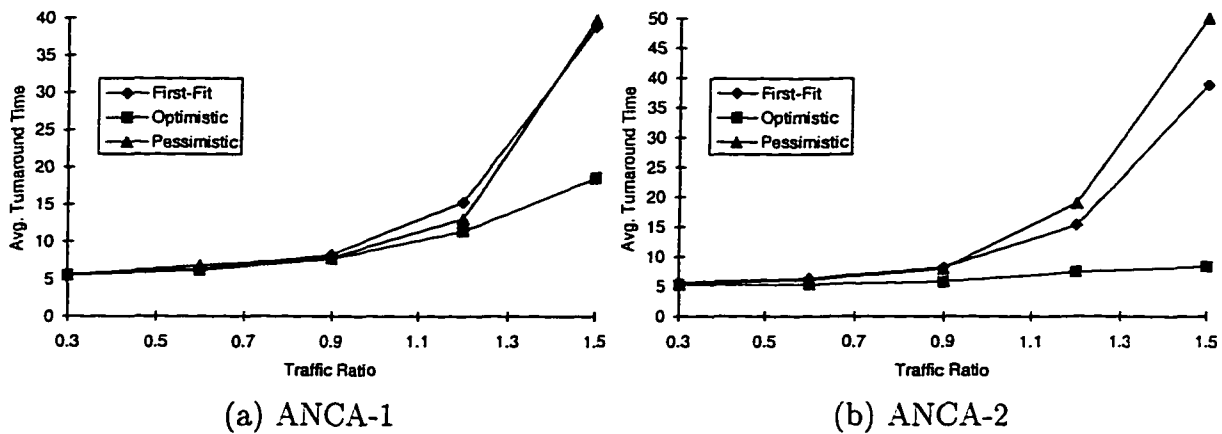 40
35
30
25
20
15
10
5
0
Avg. Turnaround Time
First-Fit
Optimistic
Pessimistic
0.3 0.5 0.7 0.9 1.1 1.3 1.5
Traffic Ratio
(a) ANCA-1
50
45
40
35
30
25
20
15
10
5
0
Avg. Turnaround Time
First-Fit
Optimistic
Pessimistic
0.3 0.5 0.7 0.9 1.1 1.3 1.5
Traffic Ratio
(b) ANCA-2